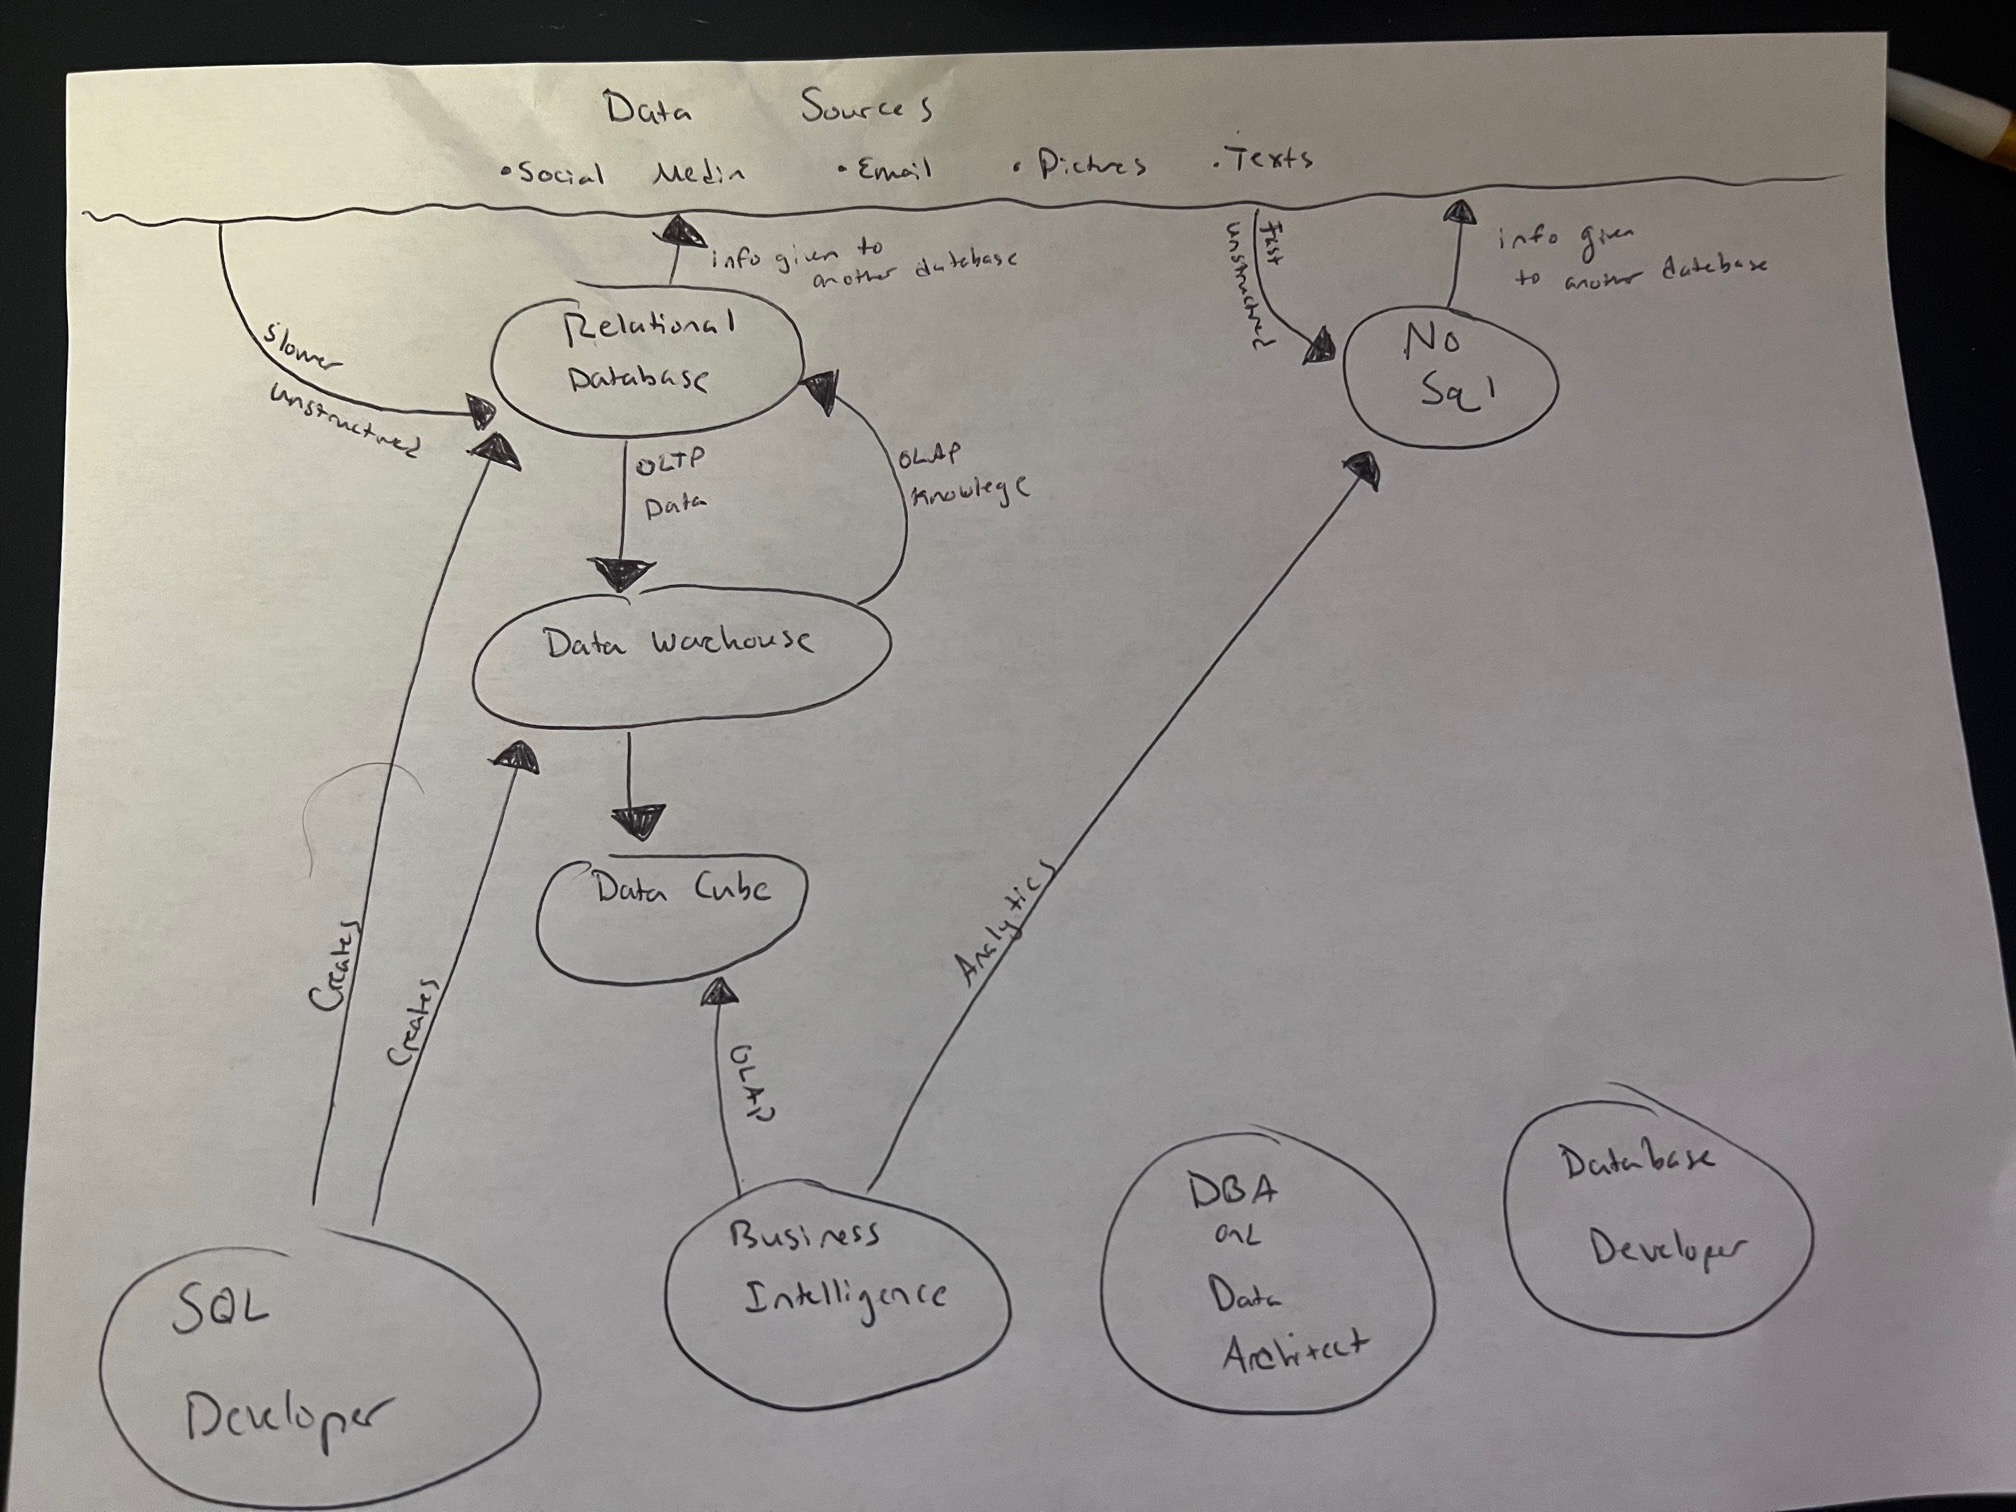 Data Sources
•Social Media •Email •Pictures •Texts
info given to
another database
Fast
unstructured
info given
to another database
Slower
unstructured
Relational
Database
No
Sql
OLTP
Data
OLAP
Knowlege
Data Warehouse
Data Cube
Creates
Creates
OLAP
Analytics
SQL
Developer
Business
Intelligence
DBA
Data
Architect
Database
Developer